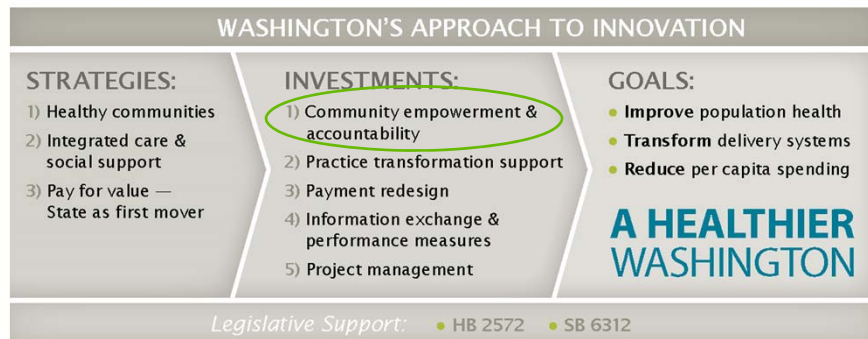 WASHINGTON'S APPROACH TO INNOVATION
STRATEGIES:
1) Healthy communities
2) Integrated care &
social support
3) Pay for value —
State as first mover
INVESTMENTS:
1) Community empowerment &
accountability
2) Practice transformation support
3) Payment redesign
4) Information exchange &
performance measures
5) Project management
GOALS:
• Improve population health
• Transform delivery systems
• Reduce per capita spending
A HEALTHIER
WASHINGTON
Legislative Support: • HB 2572 • SB 6312